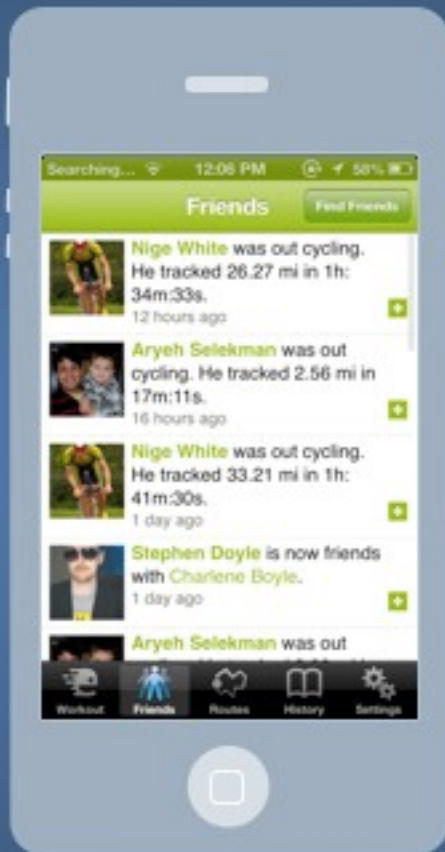 Searching...
12:06 PM
58%
Friends
Find Friends
Nige White was out cycling.
He tracked 26.27 mi in 1h:
34m:33s.
12 hours ago
Aryeh Selekman was out
cycling. He tracked 2.56 mi in
17m:11s.
16 hours ago
Nige White was out cycling.
He tracked 33.21 mi in 1h:
41m:30s.
1 day ago
Stephen Doyle is now friends
with Charlene Boyle.
1 day ago
Aryeh Selekman was out
Workout
Friends
Routes
History
Settings